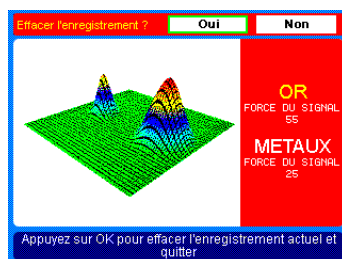 Effacer l'enregistrement ? Oui Non
OR
FORCE DU SIGNAL
55
METAUX
FORCE DU SIGNAL
25
Appuyez sur OK pour effacer l'enregistrement actuel et
quitter